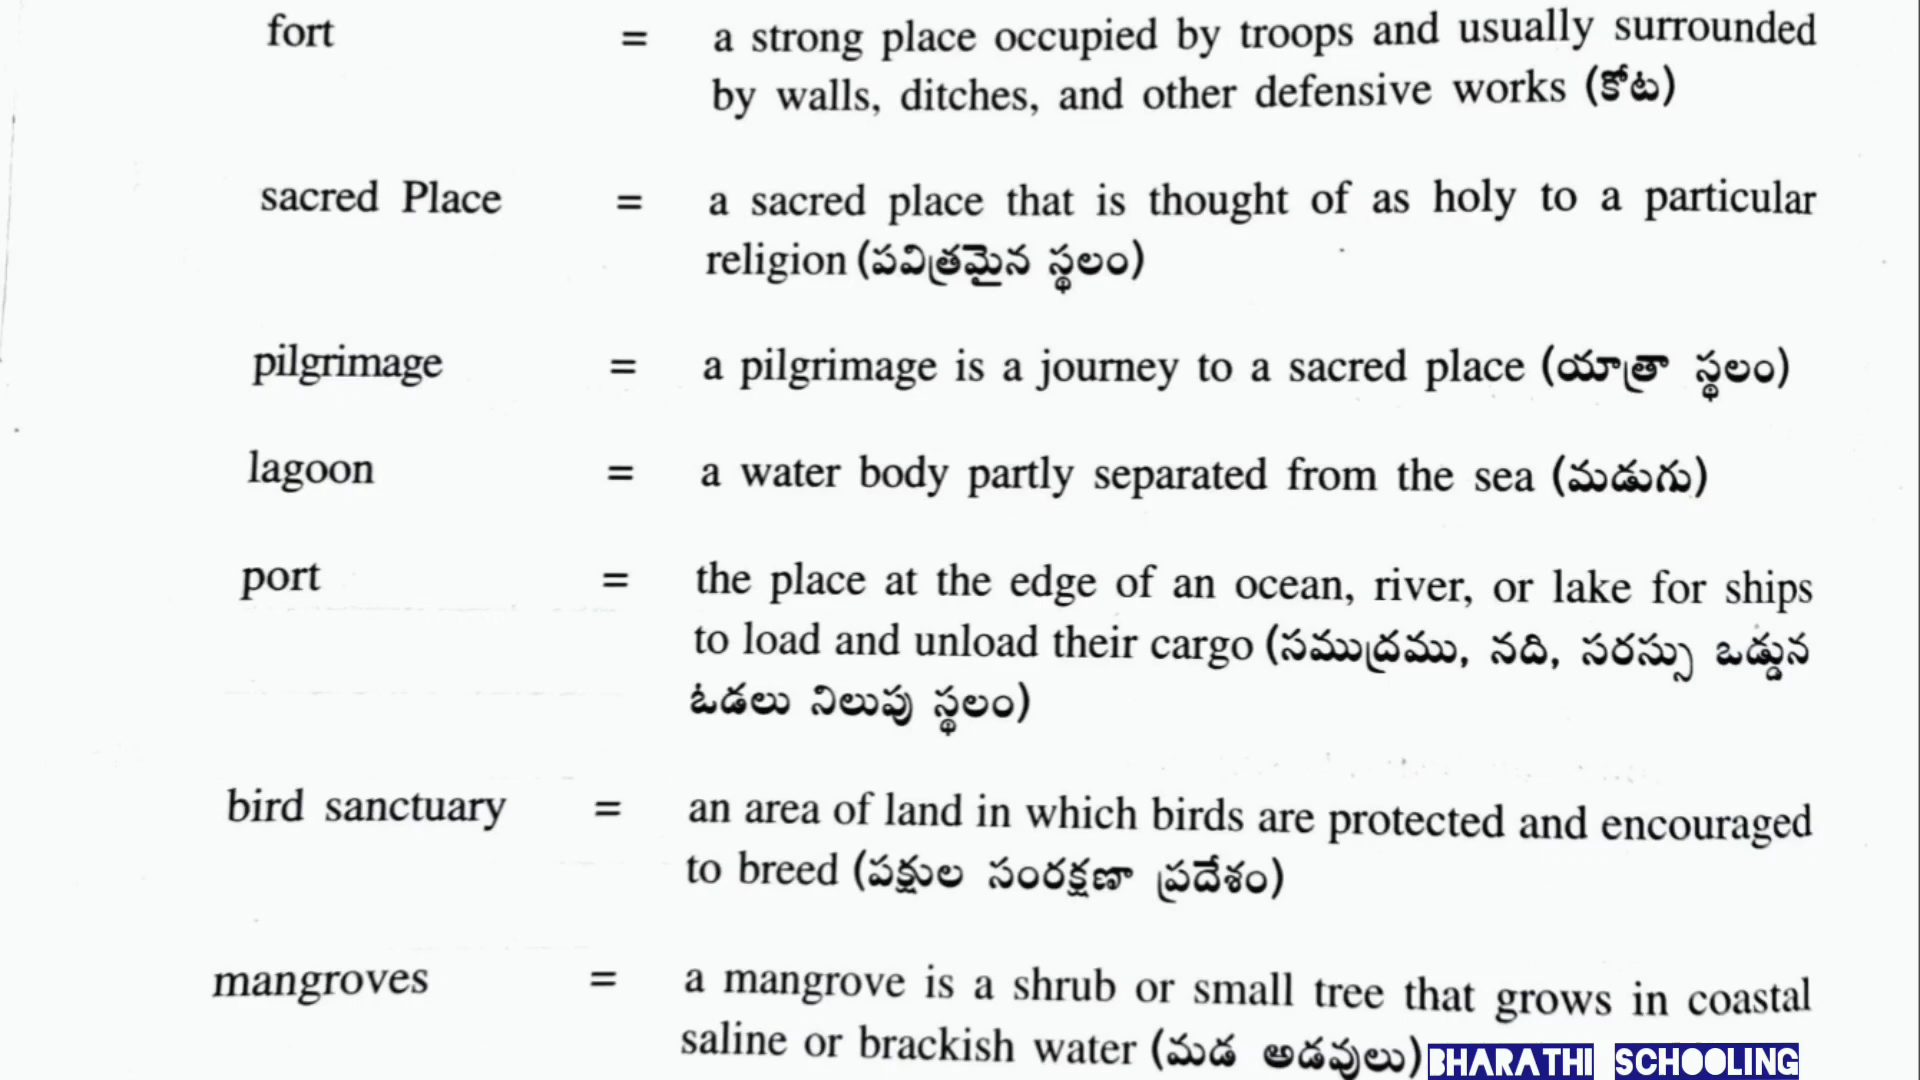 fort = a strong place occupied by troops and usually surrounded
by walls, ditches, and other defensive works (కోట)
sacred Place = a sacred place that is thought of as holy to a particular
religion (పవిత్రమైన స్థలం)
pilgrimage = a pilgrimage is a journey to a sacred place (యాత్రా స్థలం)
lagoon = a water body partly separated from the sea (మడుగు)
port = the place at the edge of an ocean, river, or lake for ships
to load and unload their cargo (సముద్రము, నది, సరస్సు ఒడ్డున
ఓడలు నిలుపు స్థలం)
bird sanctuary = an area of land in which birds are protected and encouraged
to breed (పక్షుల సంరక్షణా ప్రదేశం)
mangroves = a mangrove is a shrub or small tree that grows in coastal
saline or brackish water (మడ అడవులు)
BHARATHI SCHOOLING